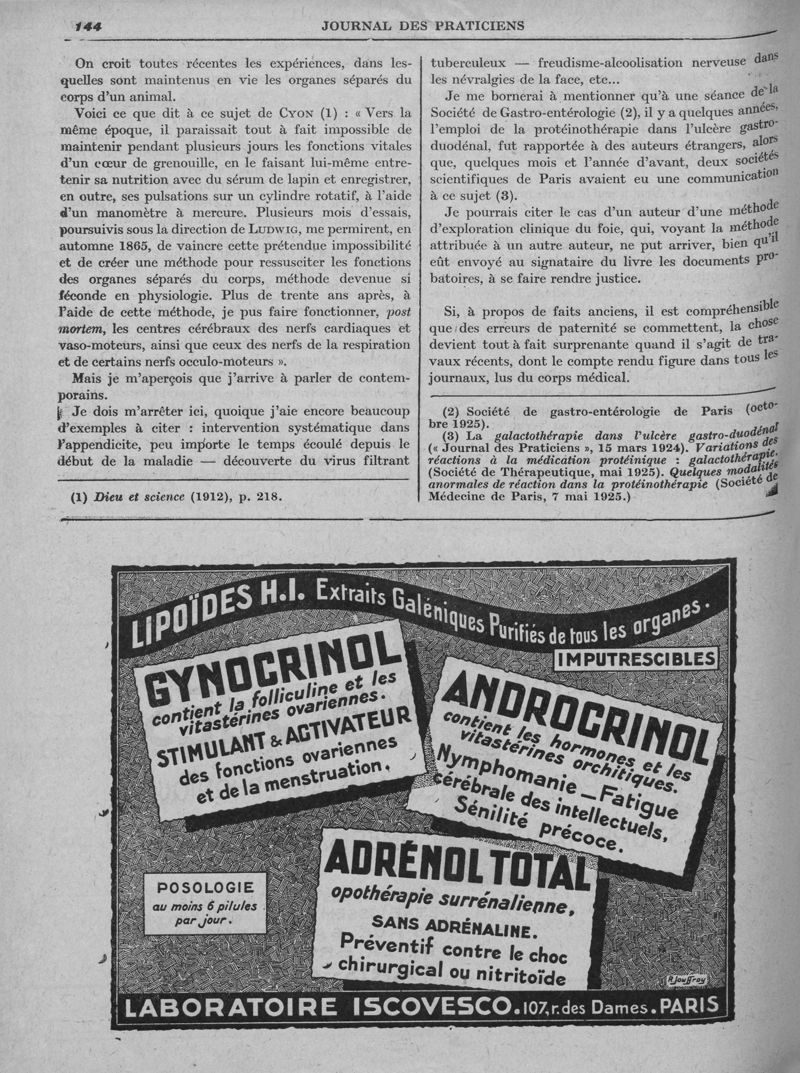 144
JOURNAL DES PRATICIENS
On croit toutes récentes les expériences, dans les-
quelles sont maintenus en vie les organes séparés du
corps d'un animal.
Voici ce que dit à ce sujet de CYON (1) : « Vers la
même époque, il paraissait tout à fait impossible de
maintenir pendant plusieurs jours les fonctions vitales
d'un cœur de grenouille, en le faisant lui-même entre-
tenir sa nutrition avec du sérum de lapin et enregistrer,
en outre, ses pulsations sur un cylindre rotatif, à l'aide
d'un manomètre à mercure. Plusieurs mois d'essais,
poursuivis sous la direction de LUDWIG, me permirent, en
automne 1865, de vaincre cette prétendue impossibilité
et de créer une méthode pour ressusciter les fonctions
des organes séparés du corps, méthode devenue si
féconde en physiologie. Plus de trente ans après, à
l'aide de cette méthode, je pus faire fonctionner, post
mortem, les centres cérébraux des nerfs cardiaques et
vaso-moteurs, ainsi que ceux des nerfs de la respiration
et de certains nerfs occulo-moteurs ».
Mais je m'aperçois que j'arrive à parler de contem-
porains.
Je dois m'arrêter ici, quoique j'aie encore beaucoup
d'exemples à citer : intervention systématique dans
l'appendicite, peu importe le temps écoulé depuis le
début de la maladie — découverte du virus filtrant
(1) Dieu et science (1912), p. 218.
tuberculeux — freudisme-alcoolisation nerveuse dans
les névralgies de la face, etc...
Je me bornerai à mentionner qu'à une séance de la
Société de Gastro-entérologie (2), il y a quelques années,
l'emploi de la protéinothérapie dans l'ulcère gastro-
duodénal, fut rapportée à des auteurs étrangers, alors
que, quelques mois et l'année d'avant, deux sociétés
scientifiques de Paris avaient eu une communication
à ce sujet (3).
Je pourrais citer le cas d'un auteur d'une méthode
d'exploration clinique du foie, qui, voyant la méthode
attribuée à un autre auteur, ne put arriver, bien qu'il
eût envoyé au signataire du livre les documents pro-
batoires, à se faire rendre justice.
Si, à propos de faits anciens, il est compréhensible
que des erreurs de paternité se commettent, la chose
devient tout à fait surprenante quand il s'agit de tra-
vaux récents, dont le compte rendu figure dans tous les
journaux, lus du corps médical.
(2) Société de gastro-entérologie de Paris (octo-
bre 1925).
(3) La galactothérapie dans l'ulcère gastro-duodénal
(« Journal des Praticiens », 15 mars 1924). Variations des
réactions à la médication protéinique : galactothérapie.
(Société de Thérapeutique, mai 1925). Quelques modalités
anormales de réaction dans la protéinothérapie (Société de
Médecine de Paris, 7 mai 1925.)
LIPOÏDES H.I. Extraits Galéniques Purifiés de tous les organes.
IMPUTRESCIBLES
GYNOCRINOL
contient la folliculine et les
vitastérines ovariennes.
STIMULANT & ACTIVATEUR
des fonctions ovariennes
et de la menstruation.
ANDROCRINOL
contient les hormones et les
vitastérines orchitiques.
Nymphomanie _ Fatigue
cérébrale des intellectuels.
Sénilité précoce.
ADRÉNOL TOTAL
opothérapie surrénalienne,
SANS ADRÉNALINE.
Préventif contre le choc
chirurgical ou nitritoïde
POSOLOGIE
au moins 6 pilules
par jour.
R. Jouffroy
LABORATOIRE ISCOVESCO. 107, r. des Dames. PARIS